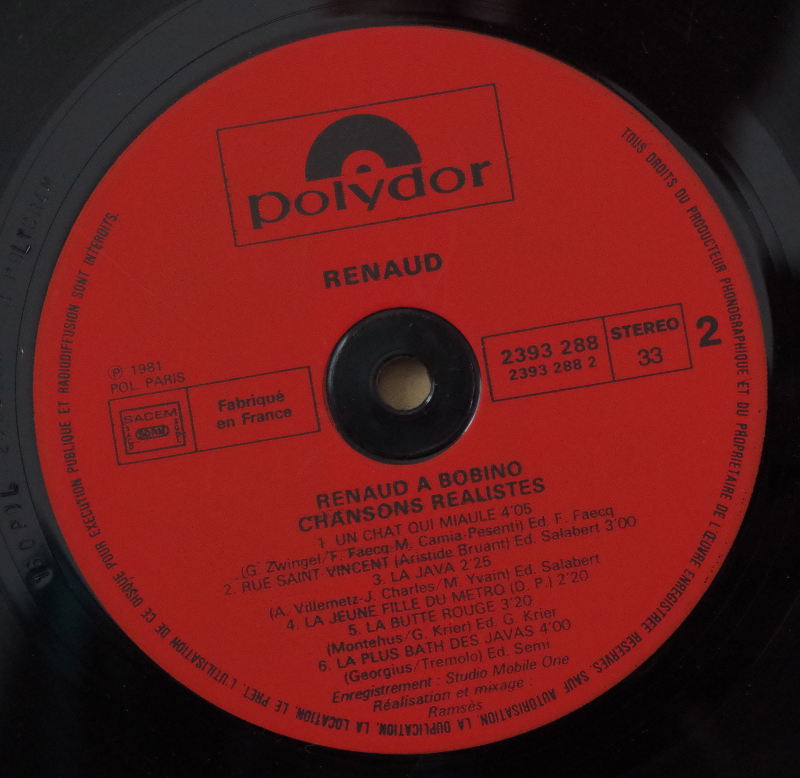 polydor
RENAUD
℗ 1981
POL. PARIS
SACEM
Fabriqué
en France
2393 288
2393 288 2
STEREO
33
2
RENAUD A BOBINO
CHANSONS REALISTES
1. UN CHAT QUI MIAULE 4'05
(G. Zwingel/F. Faecq-M. Camia-Pesenti) Ed. F. Faecq
2. RUE SAINT VINCENT (Aristide Bruant) Ed. Salabert 3'00
3. LA JAVA 2'25
(A. Villemetz-J. Charles/M. Yvain) Ed. Salabert
4. LA JEUNE FILLE DU METRO (D. P.) 2'20
5. LA BUTTE ROUGE 3'20
(Montehus/G. Krier) Ed. G. Krier
6. LA PLUS BATH DES JAVAS 4'00
(Georgius/Tremolo) Ed. Semi
Enregistrement : Studio Mobile One
Réalisation et mixage :
Ramsès
TOUS DROITS DU PRODUCTEUR PHONOGRAPHIQUE ET DU PROPRIETAIRE DE L'ŒUVRE ENREGISTREE RESERVES. SAUF AUTORISATION, LA DUPLICATION, LA LOCATION, LE PRET, L'UTILISATION DE CE DISQUE POUR EXECUTION PUBLIQUE ET RADIODIFFUSION SONT INTERDITS.